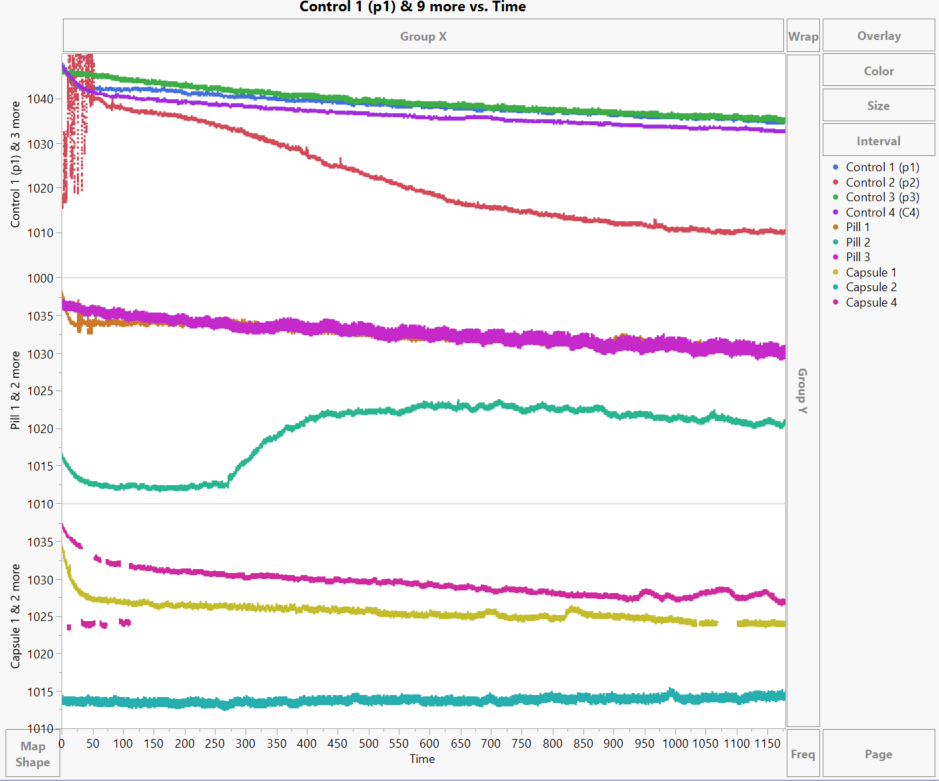 Control 1 (p1) & 9 more vs. Time
Group X
Wrap
Overlay
Color
Size
Interval
Control 1 (p1)
Control 2 (p2)
Control 3 (p3)
Control 4 (C4)
Pill 1
Pill 2
Pill 3
Capsule 1
Capsule 2
Capsule 4
Control 1 (p1) & 3 more
1040
1030
1020
1010
1000
Pill 1 & 2 more
1035
1030
1025
1020
1015
1010
Capsule 1 & 2 more
1035
1030
1025
1020
1015
1010
Group Y
Map
Shape
0 50 100 150 200 250 300 350 400 450 500 550 600 650 700 750 800 850 900 950 1000 1050 1100 1150
Time
Freq
Page